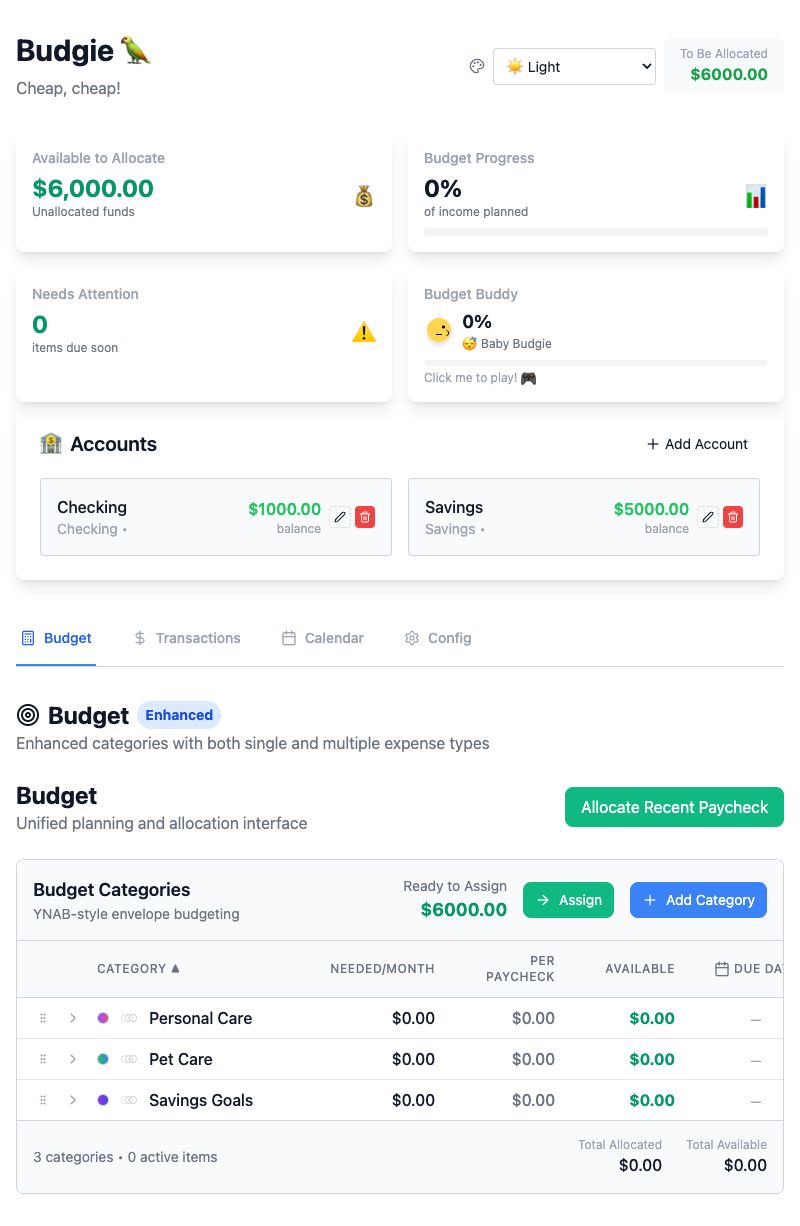 Budgie 🦜
Cheap, cheap!
☀️ Light
To Be Allocated
$6000.00
Available to Allocate
$6,000.00
Unallocated funds
Budget Progress
0%
of income planned
Needs Attention
0
items due soon
Budget Buddy
0%
😴 Baby Budgie
Click me to play! 🎮
Accounts
+ Add Account
Checking
Checking •
$1000.00
balance
Savings
Savings •
$5000.00
balance
Budget
Transactions
Calendar
Config
Budget Enhanced
Enhanced categories with both single and multiple expense types
Budget
Unified planning and allocation interface
Allocate Recent Paycheck
Budget Categories
YNAB-style envelope budgeting
Ready to Assign
$6000.00
→ Assign
+ Add Category
CATEGORY ▲ NEEDED/MONTH PER PAYCHECK AVAILABLE DUE DA
Personal Care $0.00 $0.00 $0.00 –
Pet Care $0.00 $0.00 $0.00 –
Savings Goals $0.00 $0.00 $0.00 –
3 categories • 0 active items
Total Allocated
$0.00
Total Available
$0.00